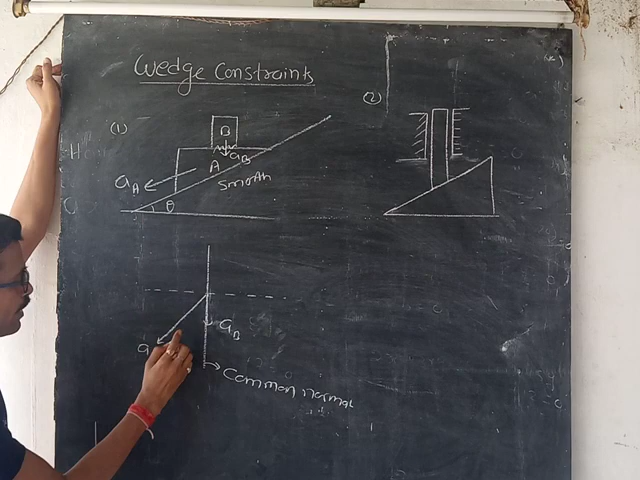 Wedge Constraints
(1)
B
a_B
A
a_A
smooth
θ
(2)
a_B
a
Common normal